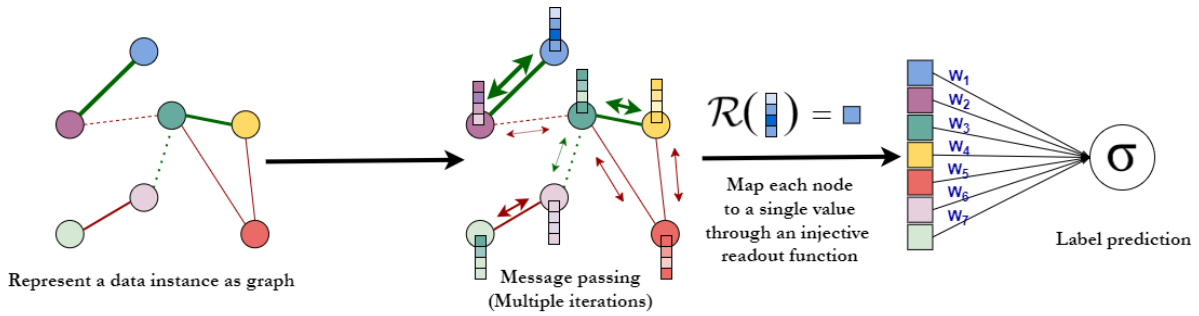 Represent a data instance as graph
Message passing
(Multiple iterations)
R( ) =
Map each node
to a single value
through an injective
readout function
w1
w2
w3
w4
w5
w6
w7
σ
Label prediction